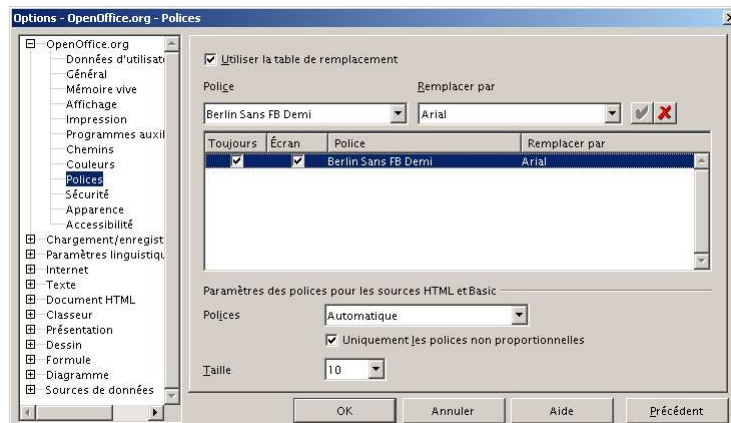 Options - OpenOffice.org - Polices
OpenOffice.org
Données d'utilisat
Général
Mémoire vive
Affichage
Impression
Programmes auxil
Chemins
Couleurs
Polices
Sécurité
Apparence
Accessibilité
Chargement/enregist
Paramètres linguistiqu
Internet
Texte
Document HTML
Classeur
Présentation
Dessin
Formule
Diagramme
Sources de données
Utiliser la table de remplacement
Police Remplacer par
Berlin Sans FB Demi Arial
Toujours Écran Police Remplacer par
Berlin Sans FB Demi Arial
Paramètres des polices pour les sources HTML et Basic
Polices Automatique
Uniquement les polices non proportionnelles
Taille 10
OK Annuler Aide Précédent